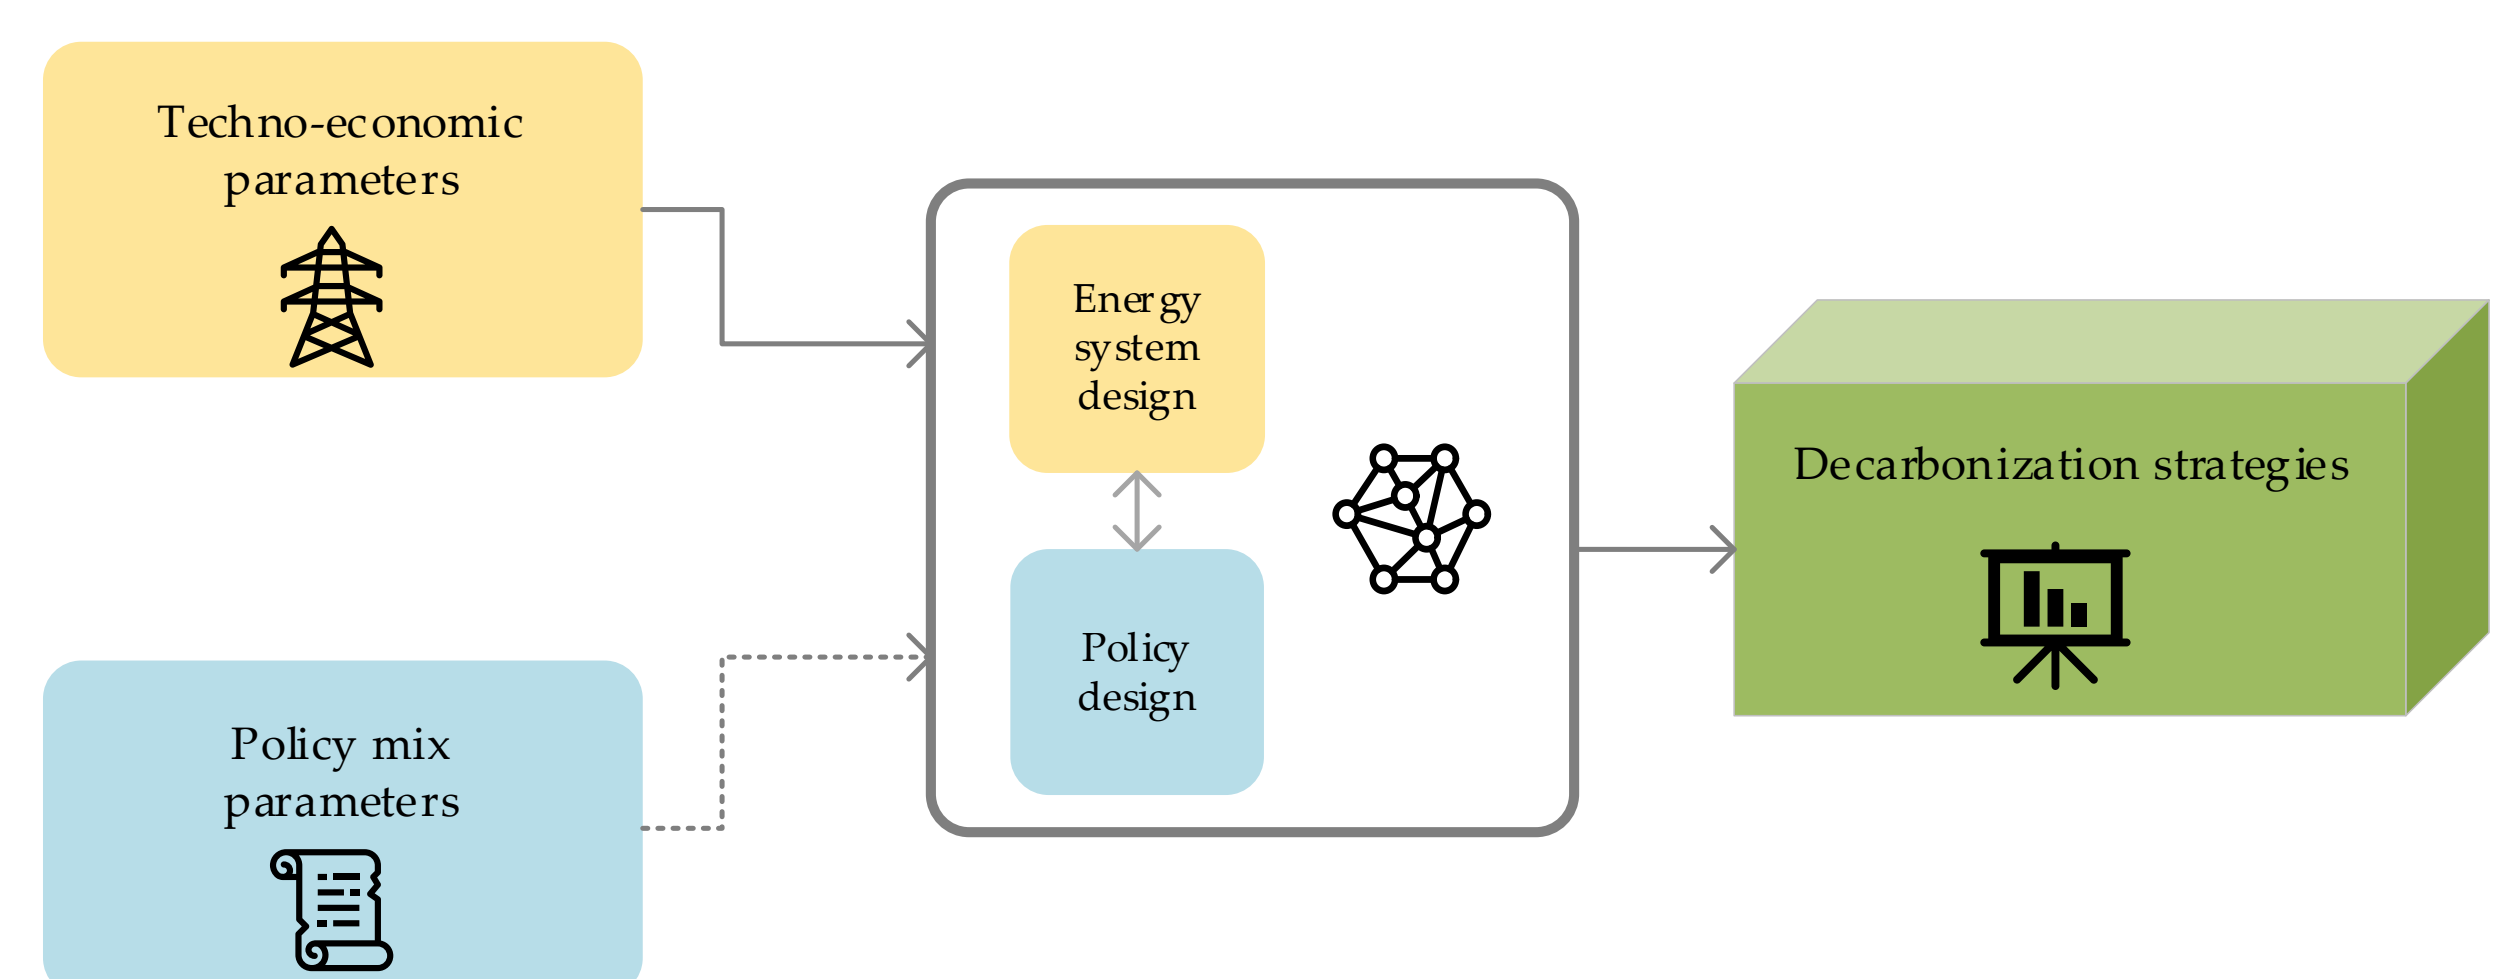 Techno-economic
parameters
Energy
system
design
Decarbonization strategies
Policy
design
Policy mix
parameters